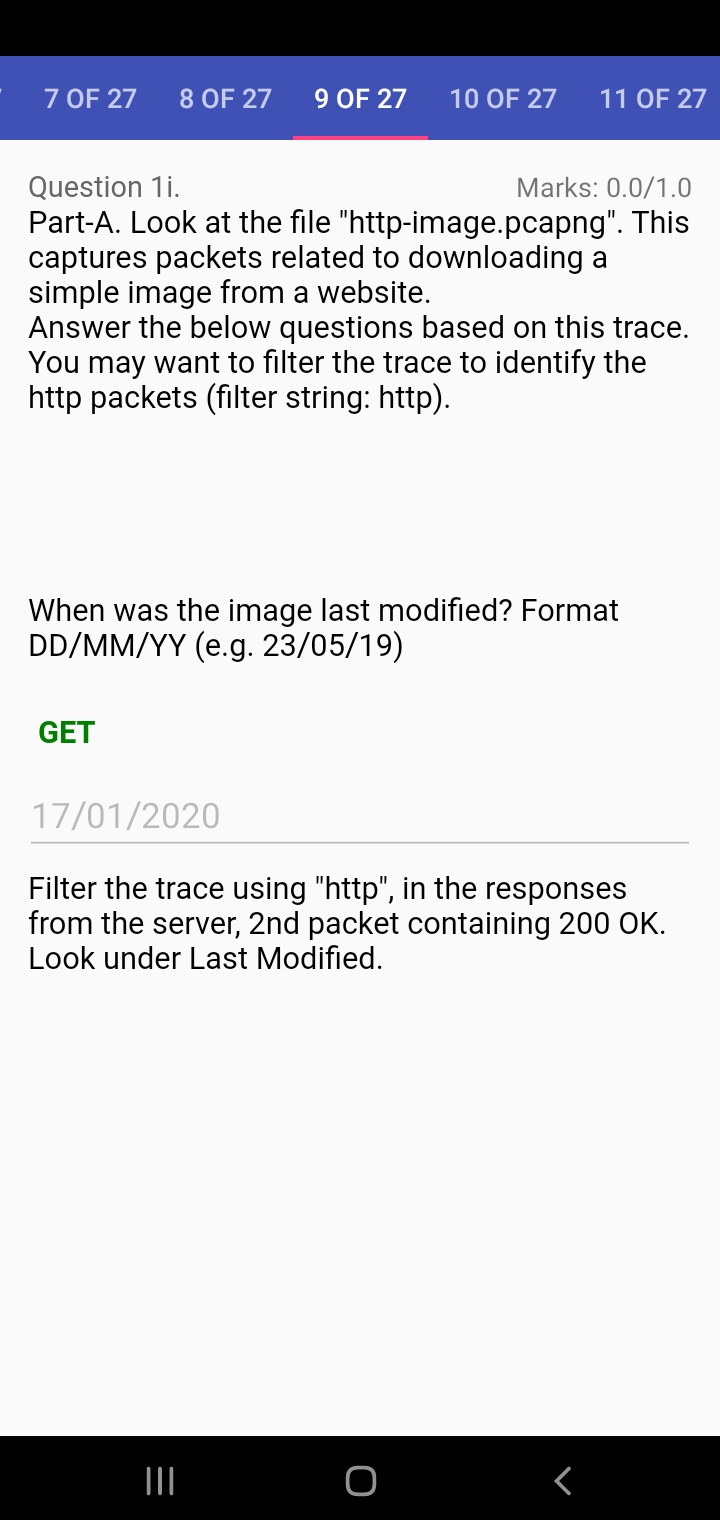 7 OF 27 8 OF 27 9 OF 27 10 OF 27 11 OF 27
Question 1i. Marks: 0.0/1.0
Part-A. Look at the file "http-image.pcapng". This
captures packets related to downloading a
simple image from a website.
Answer the below questions based on this trace.
You may want to filter the trace to identify the
http packets (filter string: http).
When was the image last modified? Format
DD/MM/YY (e.g. 23/05/19)
GET
17/01/2020
Filter the trace using "http", in the responses
from the server, 2nd packet containing 200 OK.
Look under Last Modified.